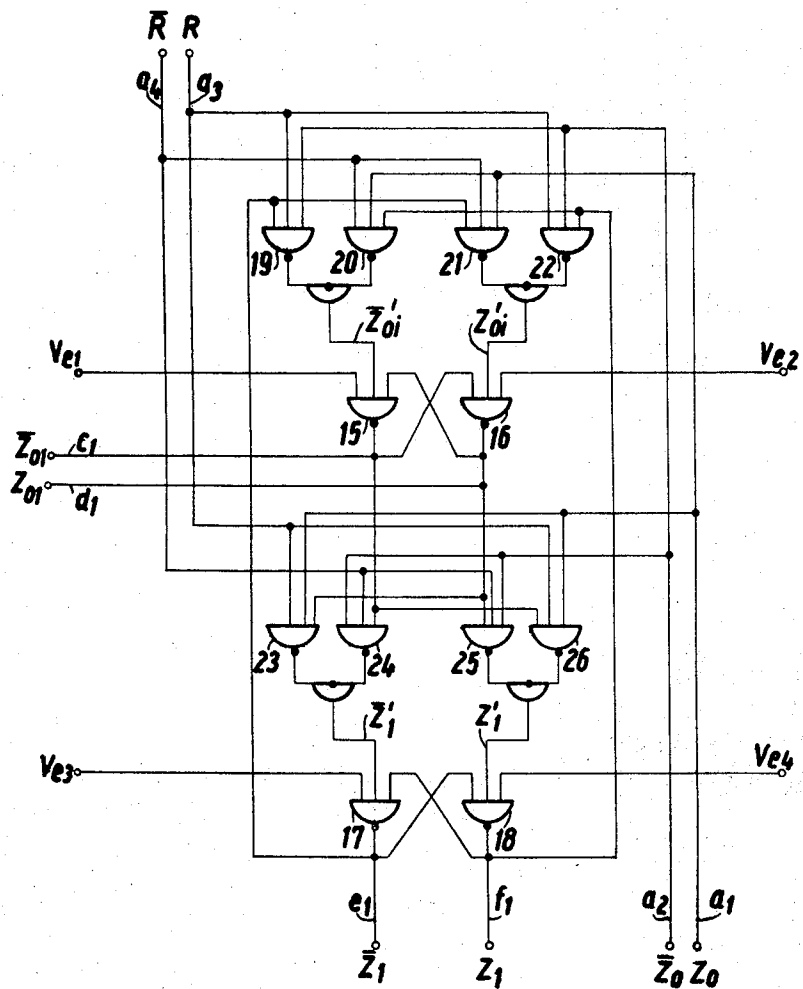 R̅ R
a4 a3
19 20 21 22
Z̅'0i Z'0i
Ve1 Ve2
15 16
Z̅01 c1
Z01 d1
23 24 25 26
Z̅'1 Z'1
Ve3 Ve4
17 18
e1 f1 a2 a1
Z̅1 Z1 Z̅0 Z0